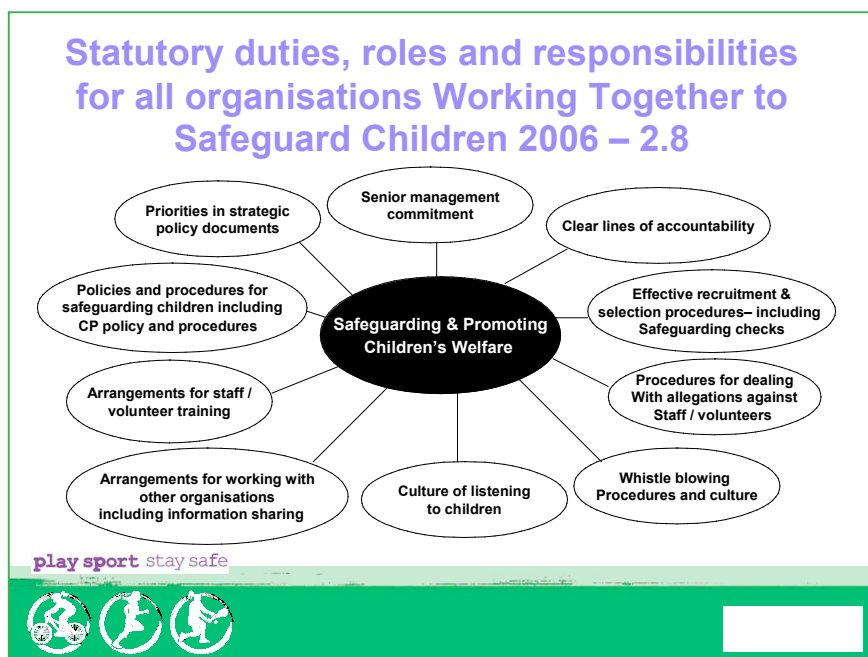 Statutory duties, roles and responsibilities
for all organisations Working Together to
Safeguard Children 2006 – 2.8
Senior management
commitment
Priorities in strategic
policy documents
Clear lines of accountability
Policies and procedures for
safeguarding children including
CP policy and procedures
Safeguarding & Promoting
Children's Welfare
Effective recruitment &
selection procedures– including
Safeguarding checks
Arrangements for staff /
volunteer training
Procedures for dealing
With allegations against
Staff / volunteers
Arrangements for working with
other organisations
including information sharing
Culture of listening
to children
Whistle blowing
Procedures and culture
play sport stay safe